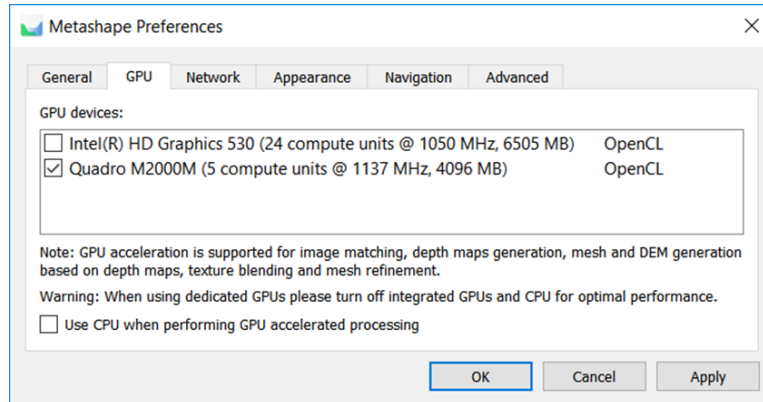 Metashape Preferences
General GPU Network Appearance Navigation Advanced
GPU devices:
Intel(R) HD Graphics 530 (24 compute units @ 1050 MHz, 6505 MB) OpenCL
Quadro M2000M (5 compute units @ 1137 MHz, 4096 MB) OpenCL
Note: GPU acceleration is supported for image matching, depth maps generation, mesh and DEM generation
based on depth maps, texture blending and mesh refinement.
Warning: When using dedicated GPUs please turn off integrated GPUs and CPU for optimal performance.
Use CPU when performing GPU accelerated processing
OK Cancel Apply